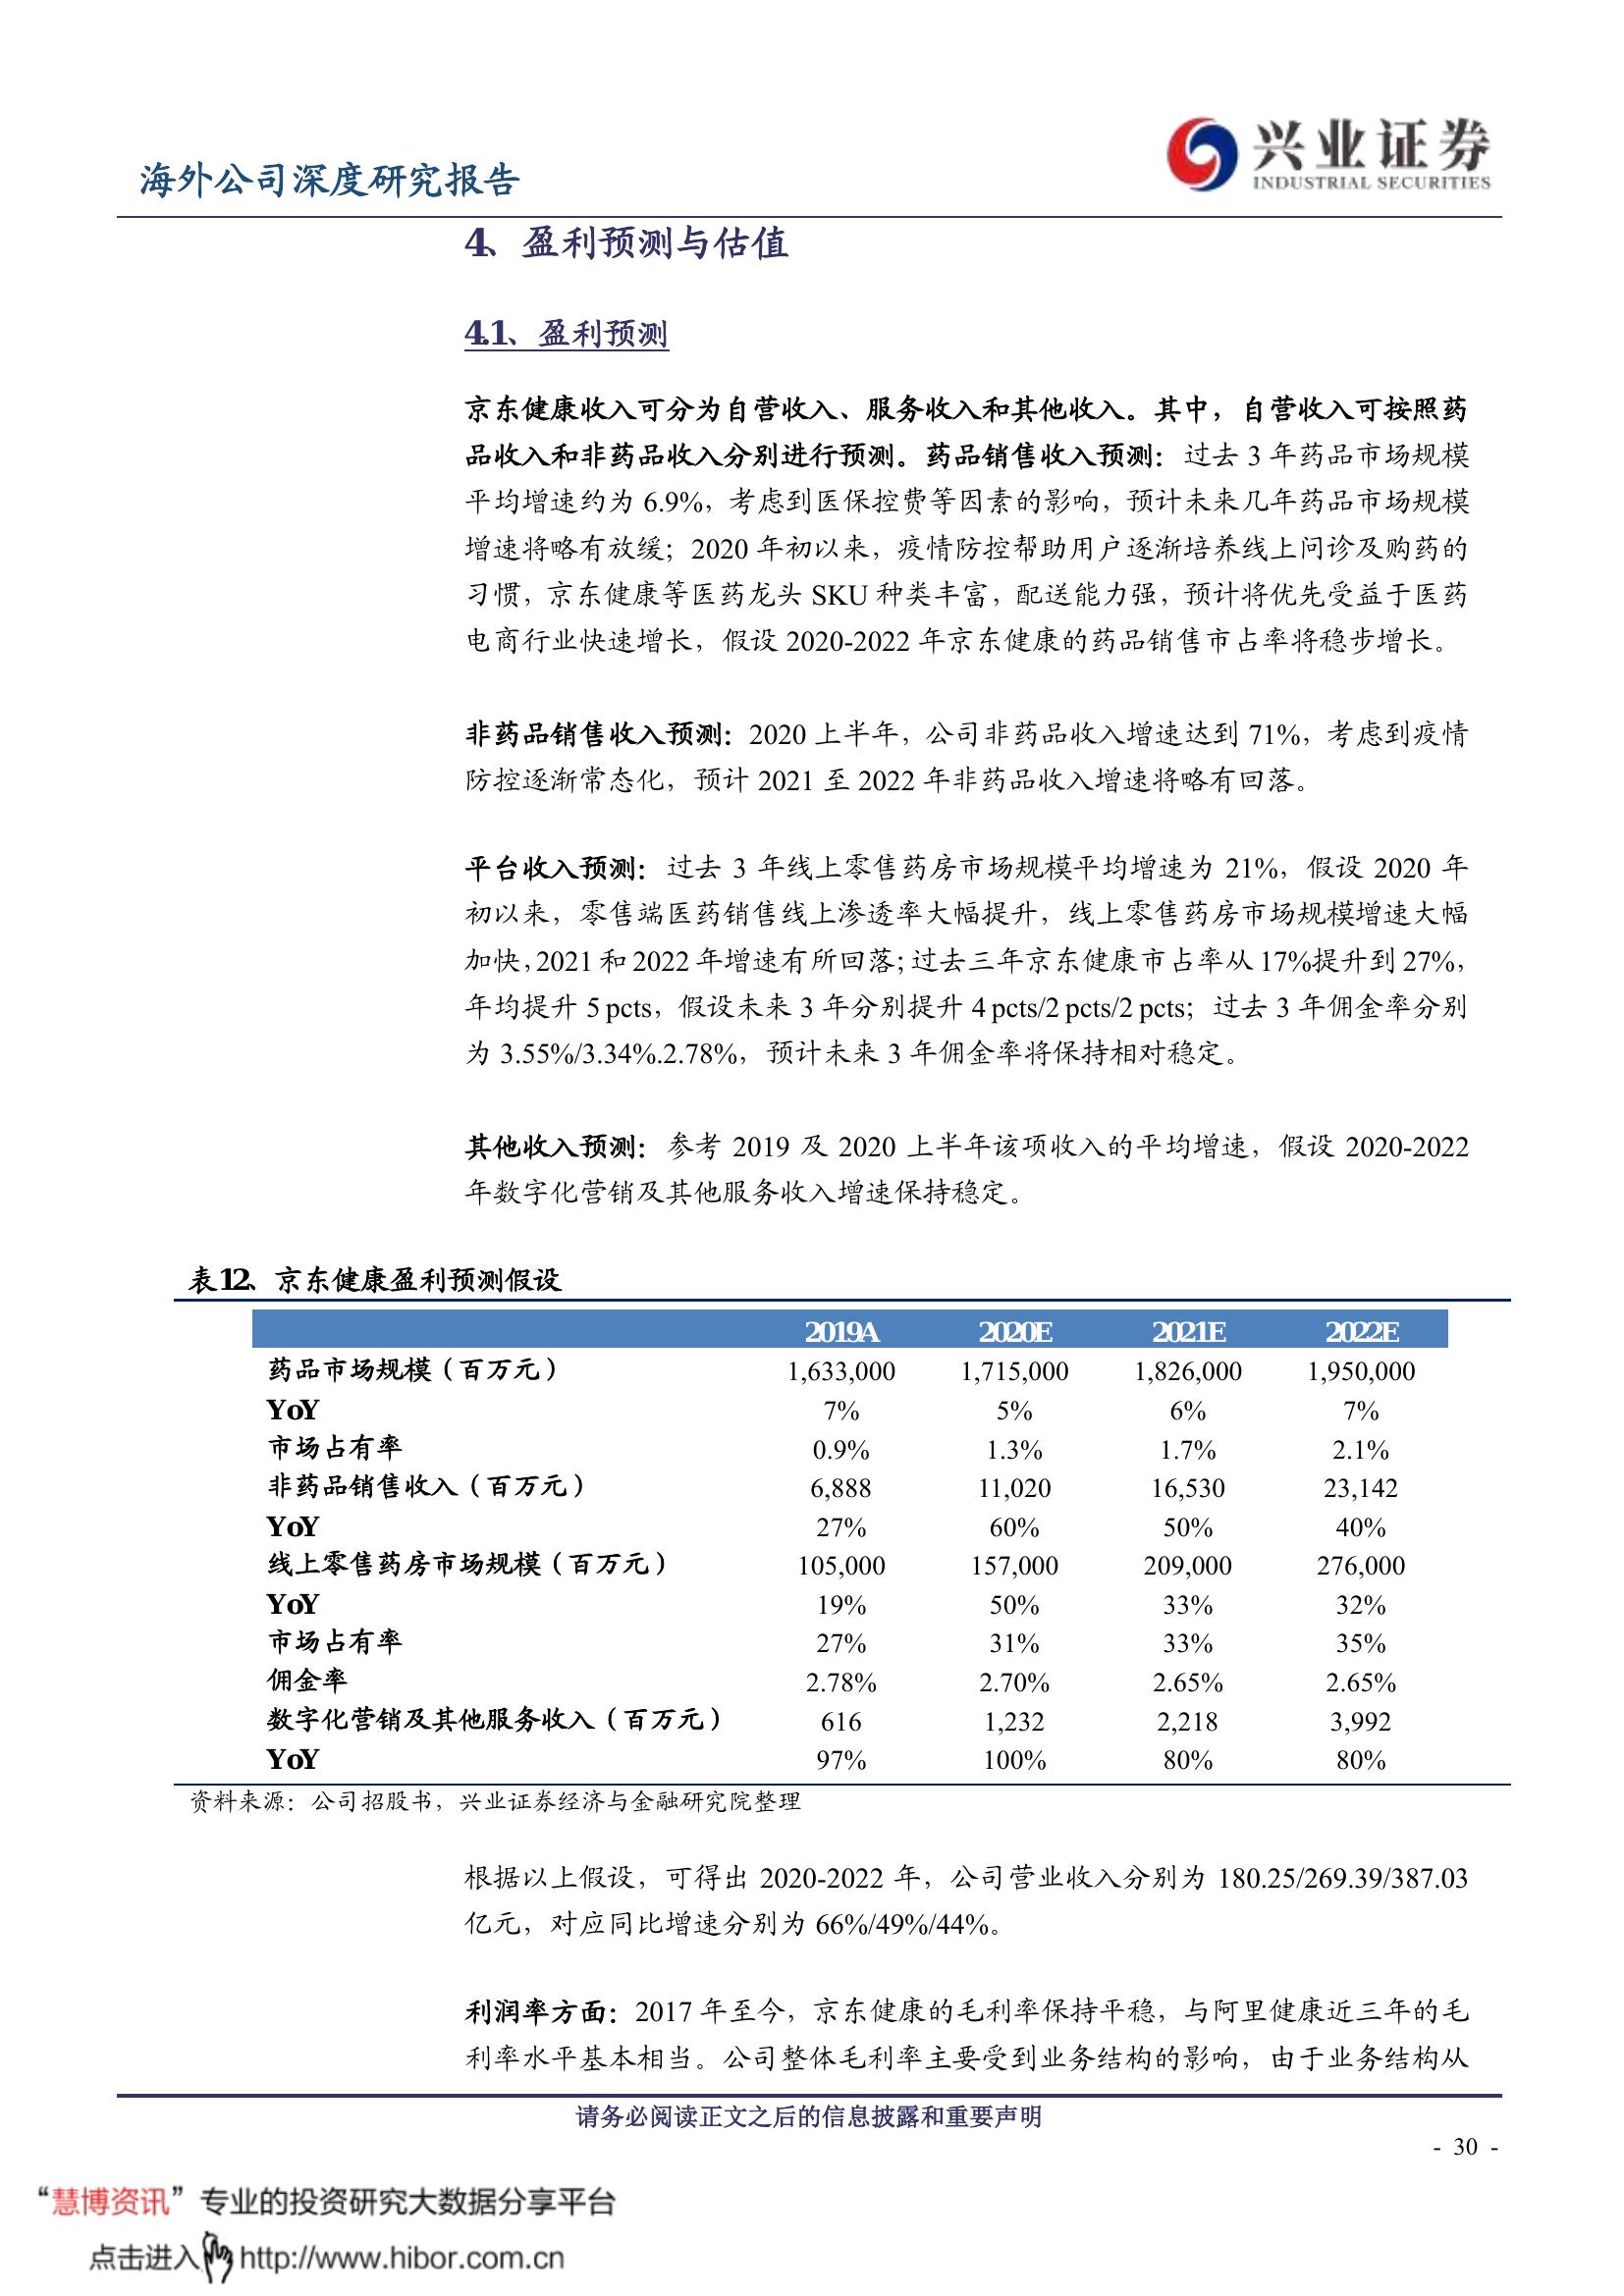 海外公司深度研究报告
兴业证券
INDUSTRIAL SECURITIES
4、盈利预测与估值
4.1、盈利预测
京东健康收入可分为自营收入、服务收入和其他收入。其中，自营收入可按照药
品收入和非药品收入分别进行预测。药品销售收入预测：过去 3 年药品市场规模
平均增速约为 6.9%，考虑到医保控费等因素的影响，预计未来几年药品市场规模
增速将略有放缓；2020 年初以来，疫情防控帮助用户逐渐培养线上问诊及购药的
习惯，京东健康等医药龙头 SKU 种类丰富，配送能力强，预计将优先受益于医药
电商行业快速增长，假设 2020-2022 年京东健康的药品销售市占率将稳步增长。
非药品销售收入预测：2020 上半年，公司非药品收入增速达到 71%，考虑到疫情
防控逐渐常态化，预计 2021 至 2022 年非药品收入增速将略有回落。
平台收入预测：过去 3 年线上零售药房市场规模平均增速为 21%，假设 2020 年
初以来，零售端医药销售线上渗透率大幅提升，线上零售药房市场规模增速大幅
加快，2021 和 2022 年增速有所回落；过去三年京东健康市占率从 17%提升到 27%，
年均提升 5 pcts，假设未来 3 年分别提升 4 pcts/2 pcts/2 pcts；过去 3 年佣金率分别
为 3.55%/3.34%.2.78%，预计未来 3 年佣金率将保持相对稳定。
其他收入预测：参考 2019 及 2020 上半年该项收入的平均增速，假设 2020-2022
年数字化营销及其他服务收入增速保持稳定。
表12、京东健康盈利预测假设
2019A 2020E 2021E 2022E
药品市场规模（百万元） 1,633,000 1,715,000 1,826,000 1,950,000
YoY 7% 5% 6% 7%
市场占有率 0.9% 1.3% 1.7% 2.1%
非药品销售收入（百万元） 6,888 11,020 16,530 23,142
YoY 27% 60% 50% 40%
线上零售药房市场规模（百万元） 105,000 157,000 209,000 276,000
YoY 19% 50% 33% 32%
市场占有率 27% 31% 33% 35%
佣金率 2.78% 2.70% 2.65% 2.65%
数字化营销及其他服务收入（百万元） 616 1,232 2,218 3,992
YoY 97% 100% 80% 80%
资料来源：公司招股书，兴业证券经济与金融研究院整理
根据以上假设，可得出 2020-2022 年，公司营业收入分别为 180.25/269.39/387.03
亿元，对应同比增速分别为 66%/49%/44%。
利润率方面：2017 年至今，京东健康的毛利率保持平稳，与阿里健康近三年的毛
利率水平基本相当。公司整体毛利率主要受到业务结构的影响，由于业务结构从
请务必阅读正文之后的信息披露和重要声明
- 30 -
“慧博资讯”专业的投资研究大数据分享平台
点击进入 http://www.hibor.com.cn